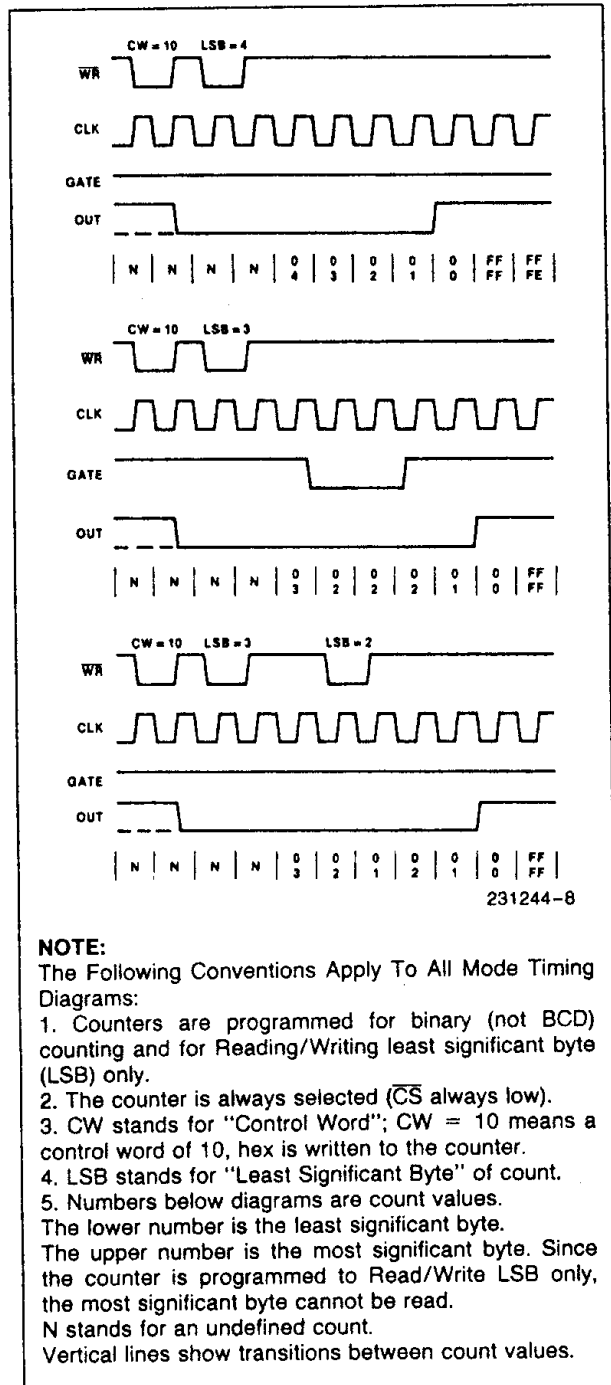 CW = 10 LSB = 4
WR
CLK
GATE
OUT
N N N N 0 0 0 0 0 FF FF
4 3 2 1 0 FF FE
CW = 10 LSB = 3
WR
CLK
GATE
OUT
N N N N 0 0 0 0 0 0 FF
3 2 2 2 1 0 FF
CW = 10 LSB = 3 LSB = 2
WR
CLK
GATE
OUT
N N N N 0 0 0 0 0 0 FF
3 2 1 2 1 0 FF
231244-8
NOTE:
The Following Conventions Apply To All Mode Timing
Diagrams:
1. Counters are programmed for binary (not BCD)
counting and for Reading/Writing least significant byte
(LSB) only.
2. The counter is always selected (CS always low).
3. CW stands for "Control Word"; CW = 10 means a
control word of 10, hex is written to the counter.
4. LSB stands for "Least Significant Byte" of count.
5. Numbers below diagrams are count values.
The lower number is the least significant byte.
The upper number is the most significant byte. Since
the counter is programmed to Read/Write LSB only,
the most significant byte cannot be read.
N stands for an undefined count.
Vertical lines show transitions between count values.